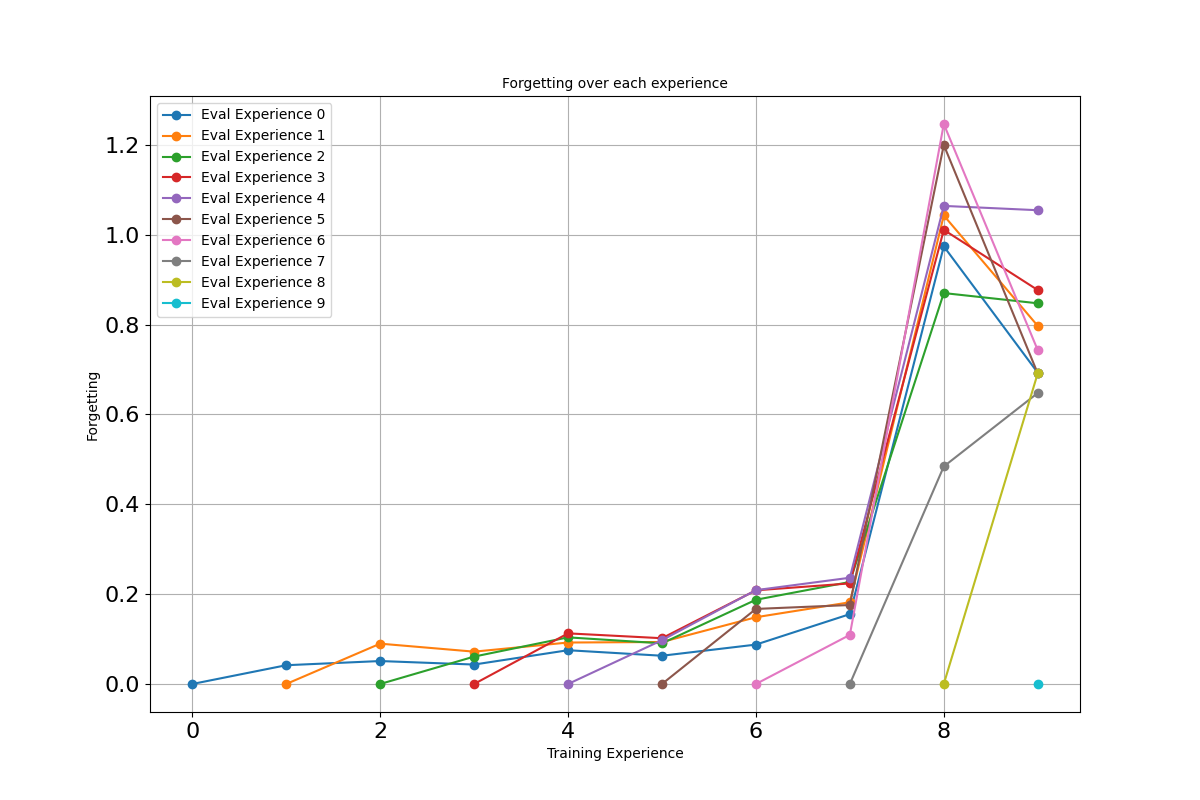 Forgetting over each experience
Eval Experience 0
Eval Experience 1
Eval Experience 2
Eval Experience 3
Eval Experience 4
Eval Experience 5
Eval Experience 6
Eval Experience 7
Eval Experience 8
Eval Experience 9
1.2
1.0
0.8
0.6
0.4
0.2
0.0
Forgetting
0 2 4 6 8
Training Experience